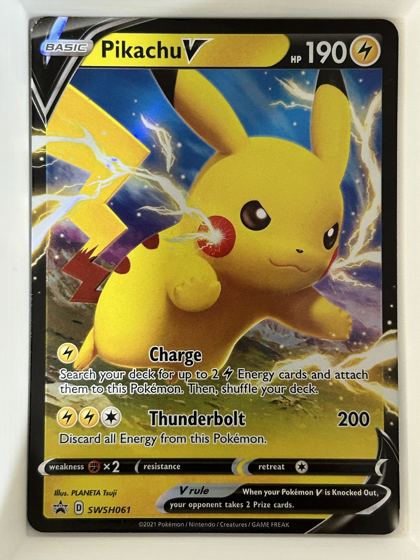 BASIC Pikachu V HP 190
Charge
Search your deck for up to 2 Energy cards and attach
them to this Pokémon. Then, shuffle your deck.
Thunderbolt 200
Discard all Energy from this Pokémon.
weakness ×2 resistance retreat
Illus. PLANETA Tsuji
V rule When your Pokémon V is Knocked Out,
your opponent takes 2 Prize cards.
D SWSH061
©2021 Pokémon / Nintendo / Creatures / GAME FREAK